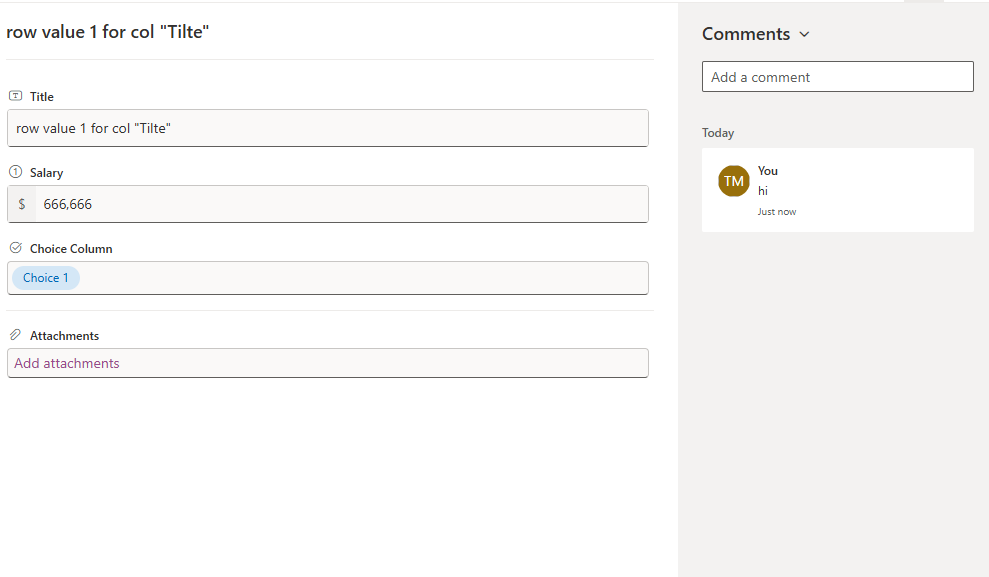 row value 1 for col "Tilte"
Title
row value 1 for col "Tilte"
Salary
$ 666,666
Choice Column
Choice 1
Attachments
Add attachments
Comments
Add a comment
Today
TM
You
hi
Just now